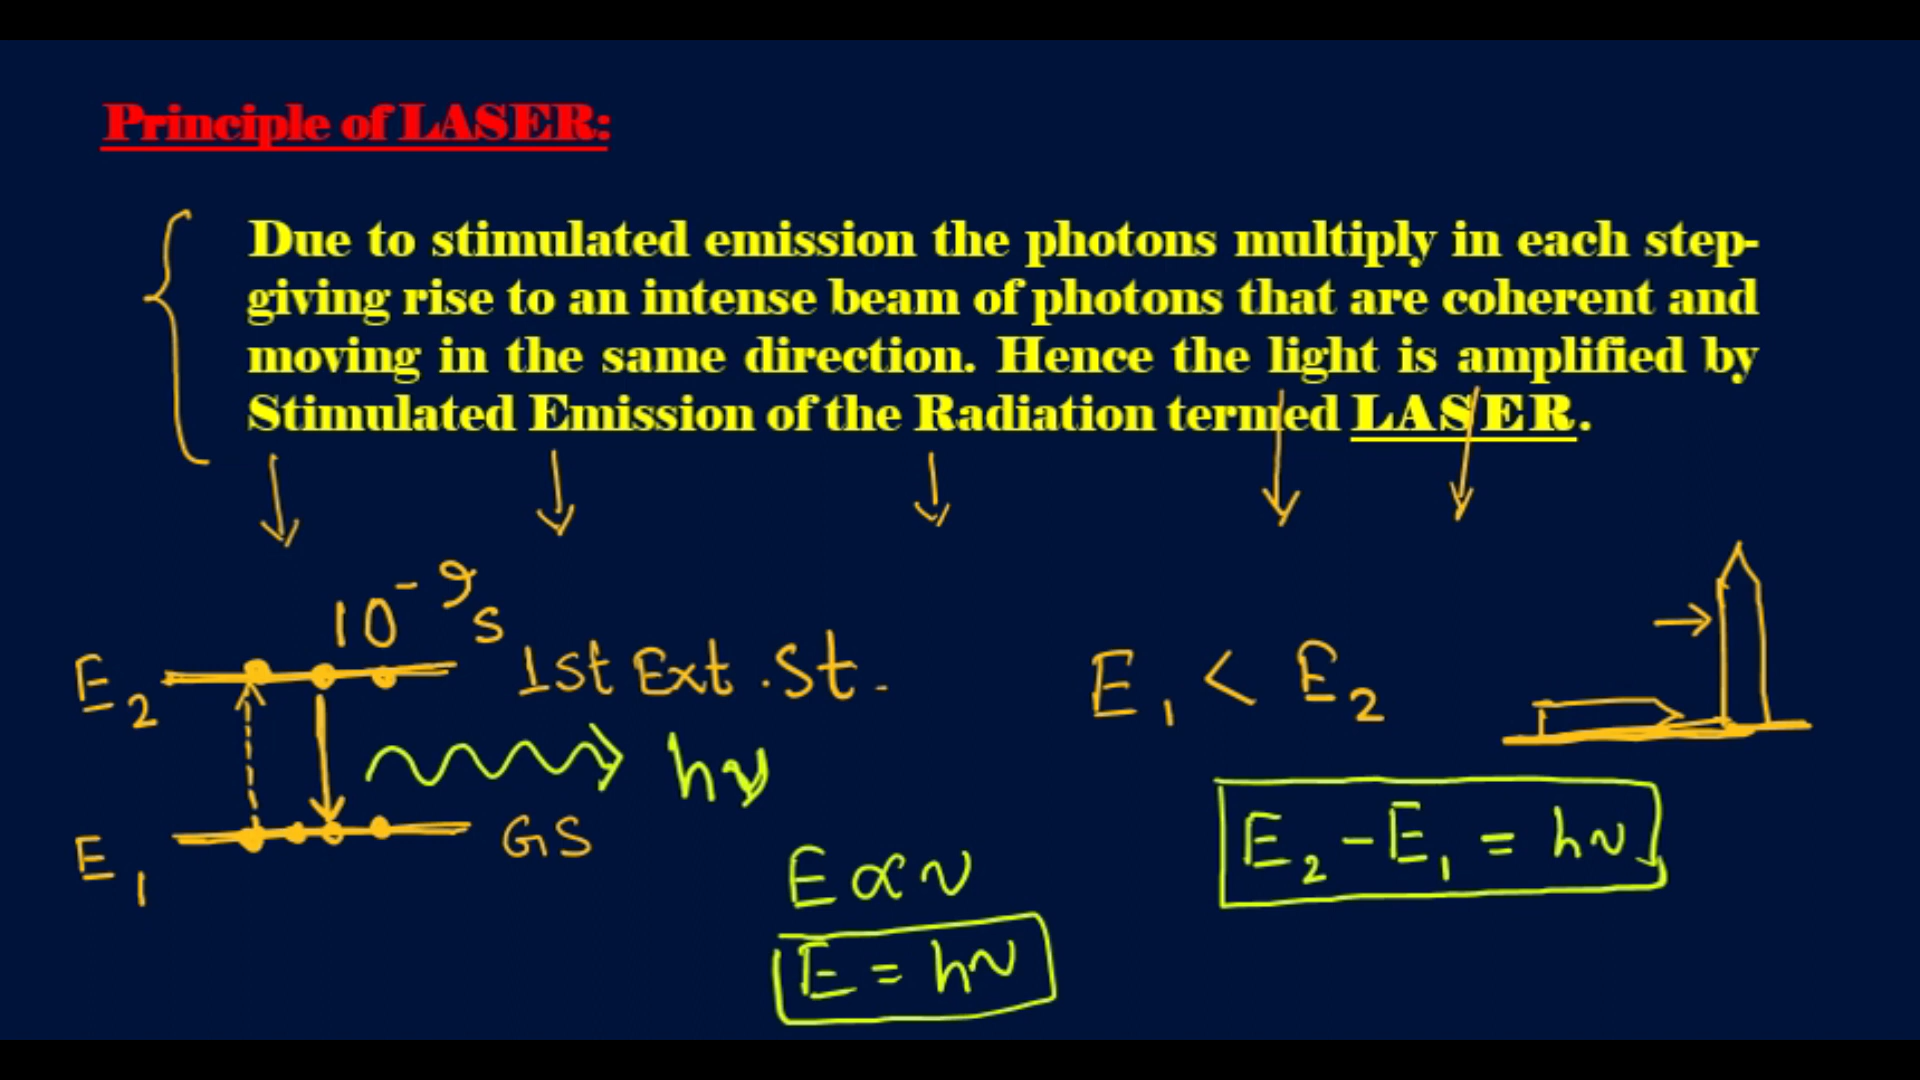 Principle of LASER:
Due to stimulated emission the photons multiply in each step-
giving rise to an intense beam of photons that are coherent and
moving in the same direction. Hence the light is amplified by
Stimulated Emission of the Radiation termed LASER.
10⁻⁹s
E₂ 1st Ext. St.
hν
E₁ GS
E₁ < E₂
E ∝ ν
E = hν
E₂ - E₁ = hν